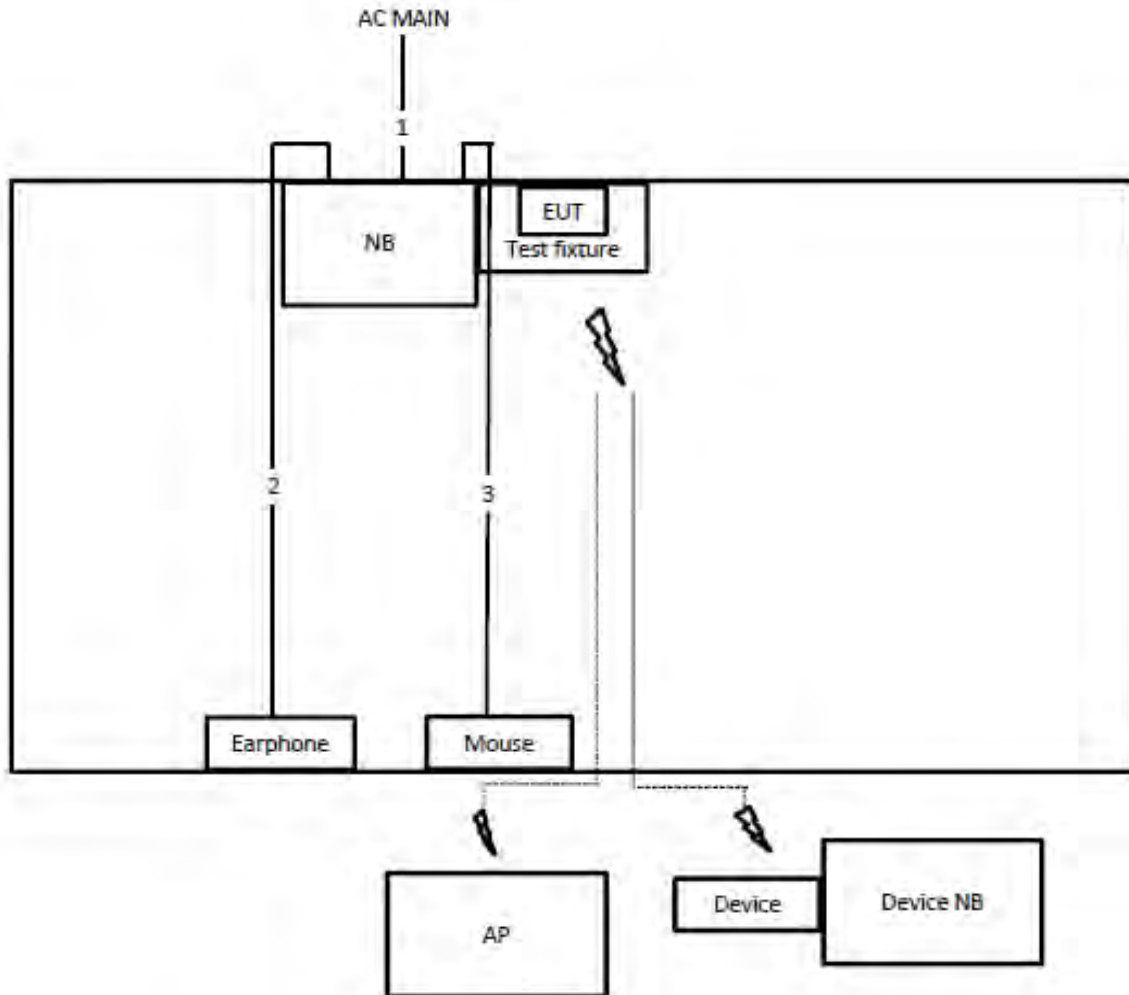 AC MAIN
1
EUT
NB
Test fixture
2
3
Earphone
Mouse
Device
Device NB
AP